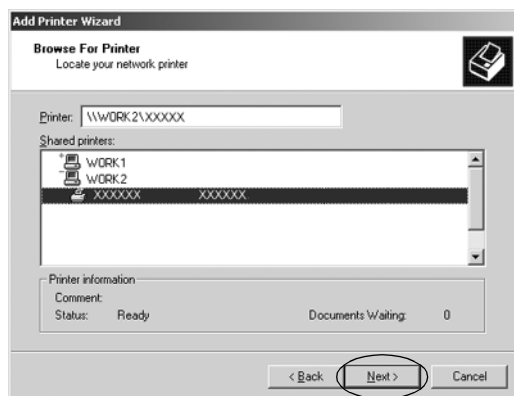 Add Printer Wizard
Browse For Printer
Locate your network printer
Printer: \\WORK2\XXXXX
Shared printers:
WORK1
WORK2
XXXXXX XXXXXX
Printer information
Comment:
Status: Ready Documents Waiting: 0
< Back Next > Cancel